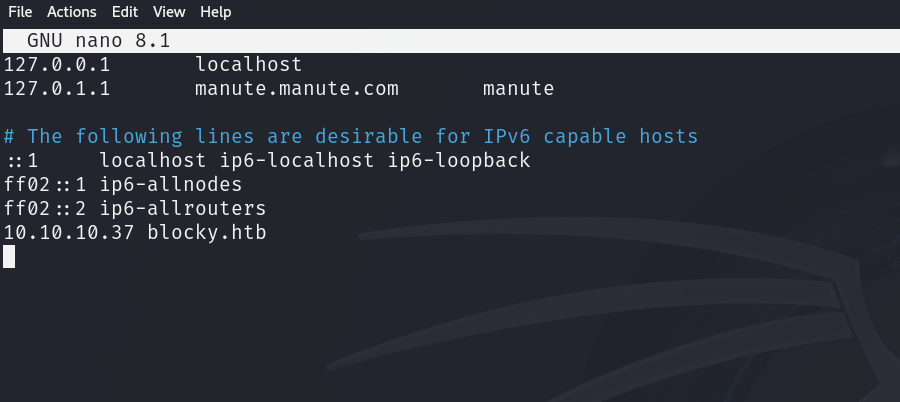 File Actions Edit View Help
GNU nano 8.1
127.0.0.1 localhost
127.0.1.1 manute.manute.com manute
# The following lines are desirable for IPv6 capable hosts
::1 localhost ip6-localhost ip6-loopback
ff02::1 ip6-allnodes
ff02::2 ip6-allrouters
10.10.10.37 blocky.htb